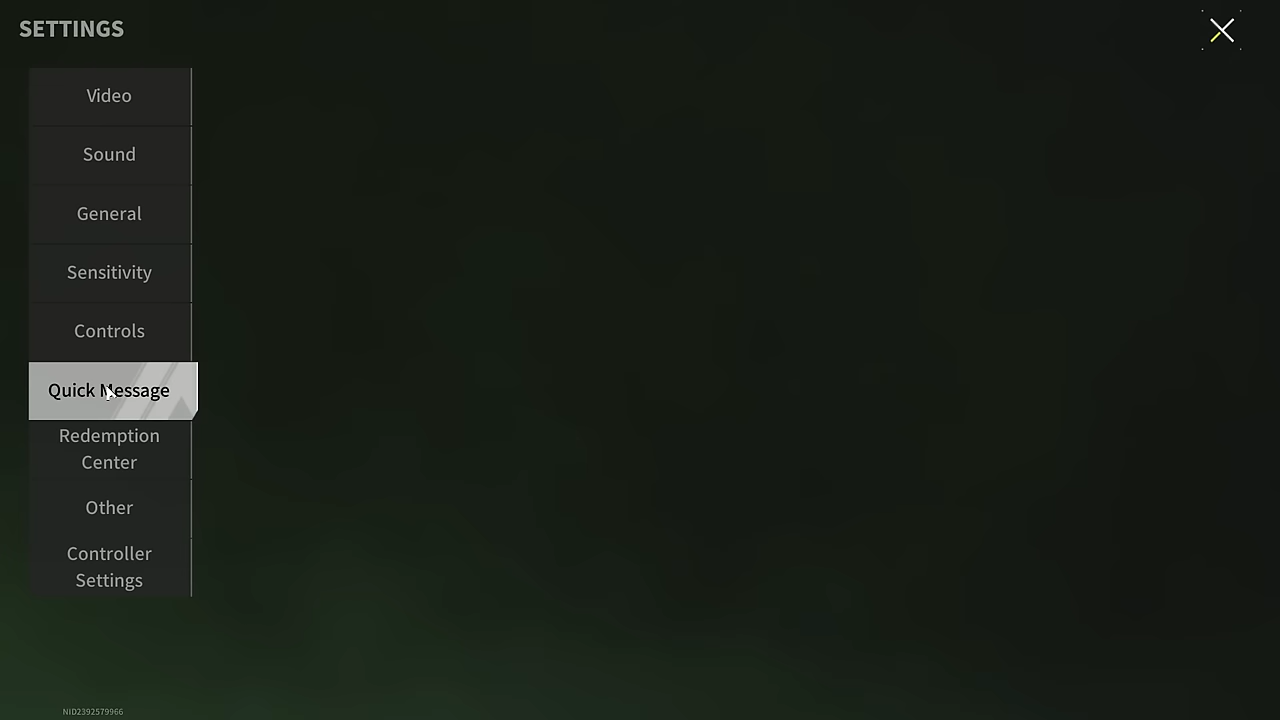 SETTINGS
Video
Sound
General
Sensitivity
Controls
Quick Message
Redemption
Center
Other
Controller
Settings
NID2392579966